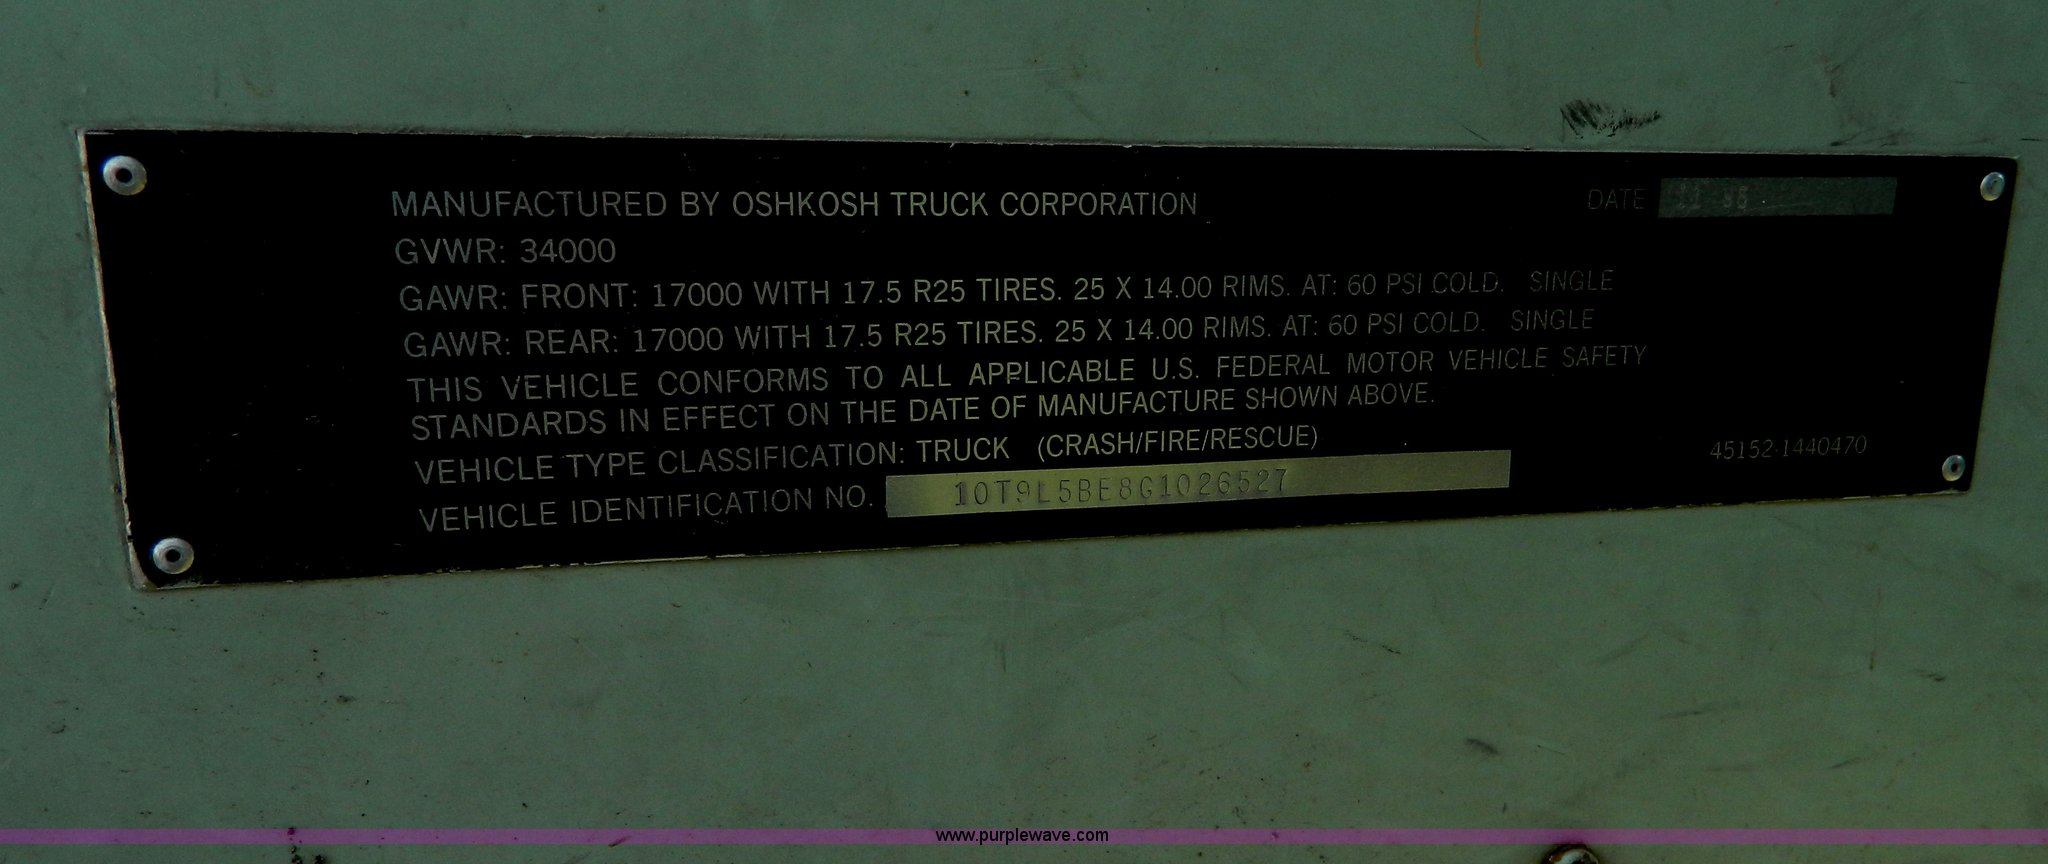 MANUFACTURED BY OSHKOSH TRUCK CORPORATION
DATE 11 86
GVWR: 34000
GAWR: FRONT: 17000 WITH 17.5 R25 TIRES. 25 X 14.00 RIMS. AT: 60 PSI COLD. SINGLE
GAWR: REAR: 17000 WITH 17.5 R25 TIRES. 25 X 14.00 RIMS. AT: 60 PSI COLD. SINGLE
THIS VEHICLE CONFORMS TO ALL APPLICABLE U.S. FEDERAL MOTOR VEHICLE SAFETY
STANDARDS IN EFFECT ON THE DATE OF MANUFACTURE SHOWN ABOVE.
VEHICLE TYPE CLASSIFICATION: TRUCK (CRASH/FIRE/RESCUE)
45152-1440470
VEHICLE IDENTIFICATION NO. 10T9L5BE8G1026527
www.purplewave.com